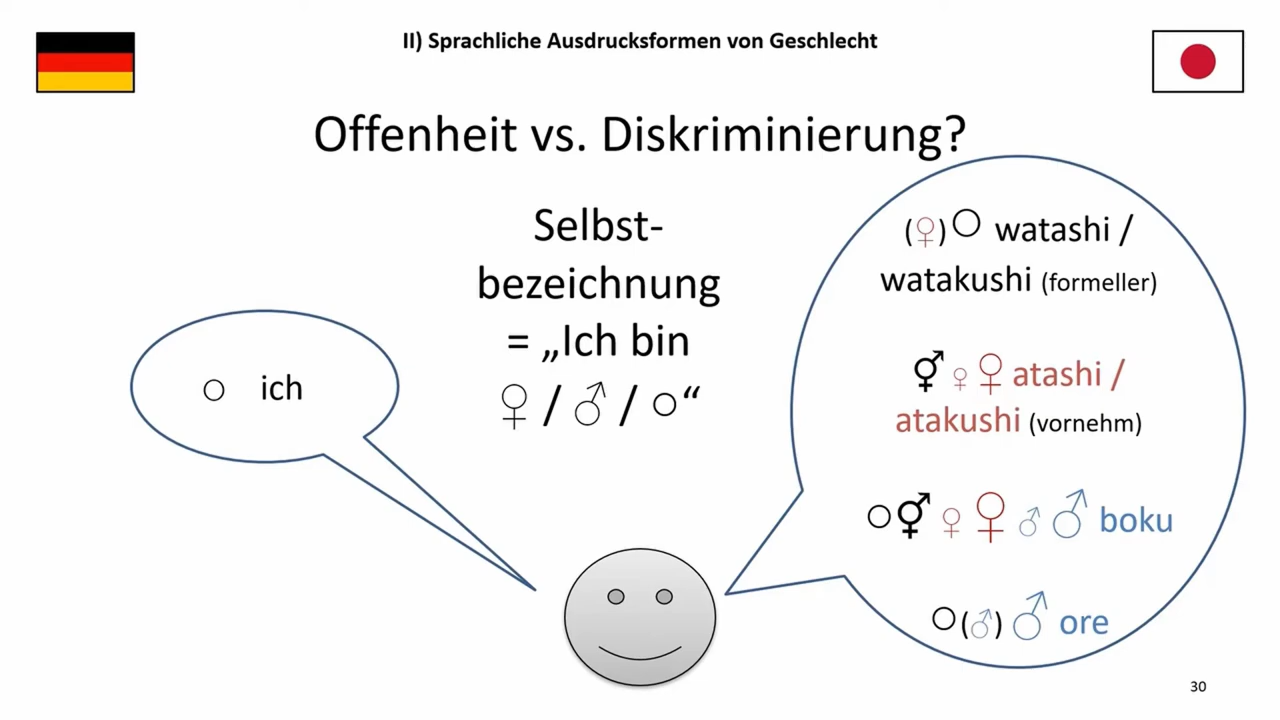 II) Sprachliche Ausdrucksformen von Geschlecht
Offenheit vs. Diskriminierung?
Selbst-
bezeichnung
= „Ich bin
♀ / ♂ / ○“
○ ich
(♀)○ watashi /
watakushi (formeller)
⚥ ♀ ♀ atashi /
atakushi (vornehm)
○⚥ ♀ ♀ ♂ ♂ boku
○(♂) ♂ ore
30